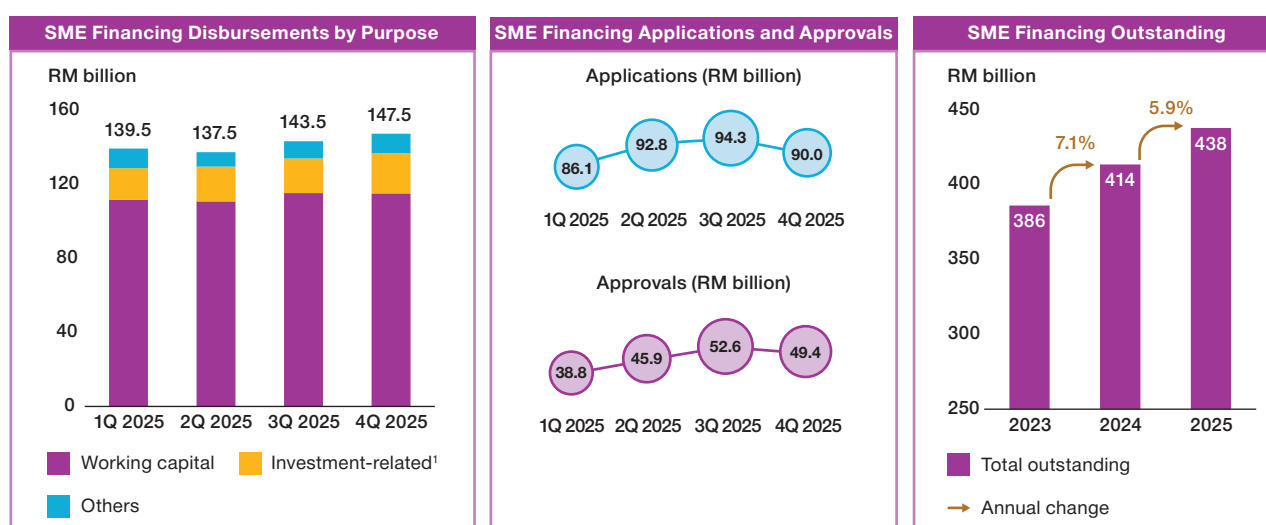 SME Financing Disbursements by Purpose
RM billion
160
120
80
40
0
139.5
137.5
143.5
147.5
1Q 2025
2Q 2025
3Q 2025
4Q 2025
Working capital
Investment-related¹
Others
SME Financing Applications and Approvals
Applications (RM billion)
86.1
92.8
94.3
90.0
1Q 2025
2Q 2025
3Q 2025
4Q 2025
Approvals (RM billion)
38.8
45.9
52.6
49.4
1Q 2025
2Q 2025
3Q 2025
4Q 2025
SME Financing Outstanding
RM billion
450
400
350
300
250
7.1%
5.9%
386
414
438
2023
2024
2025
Total outstanding
Annual change